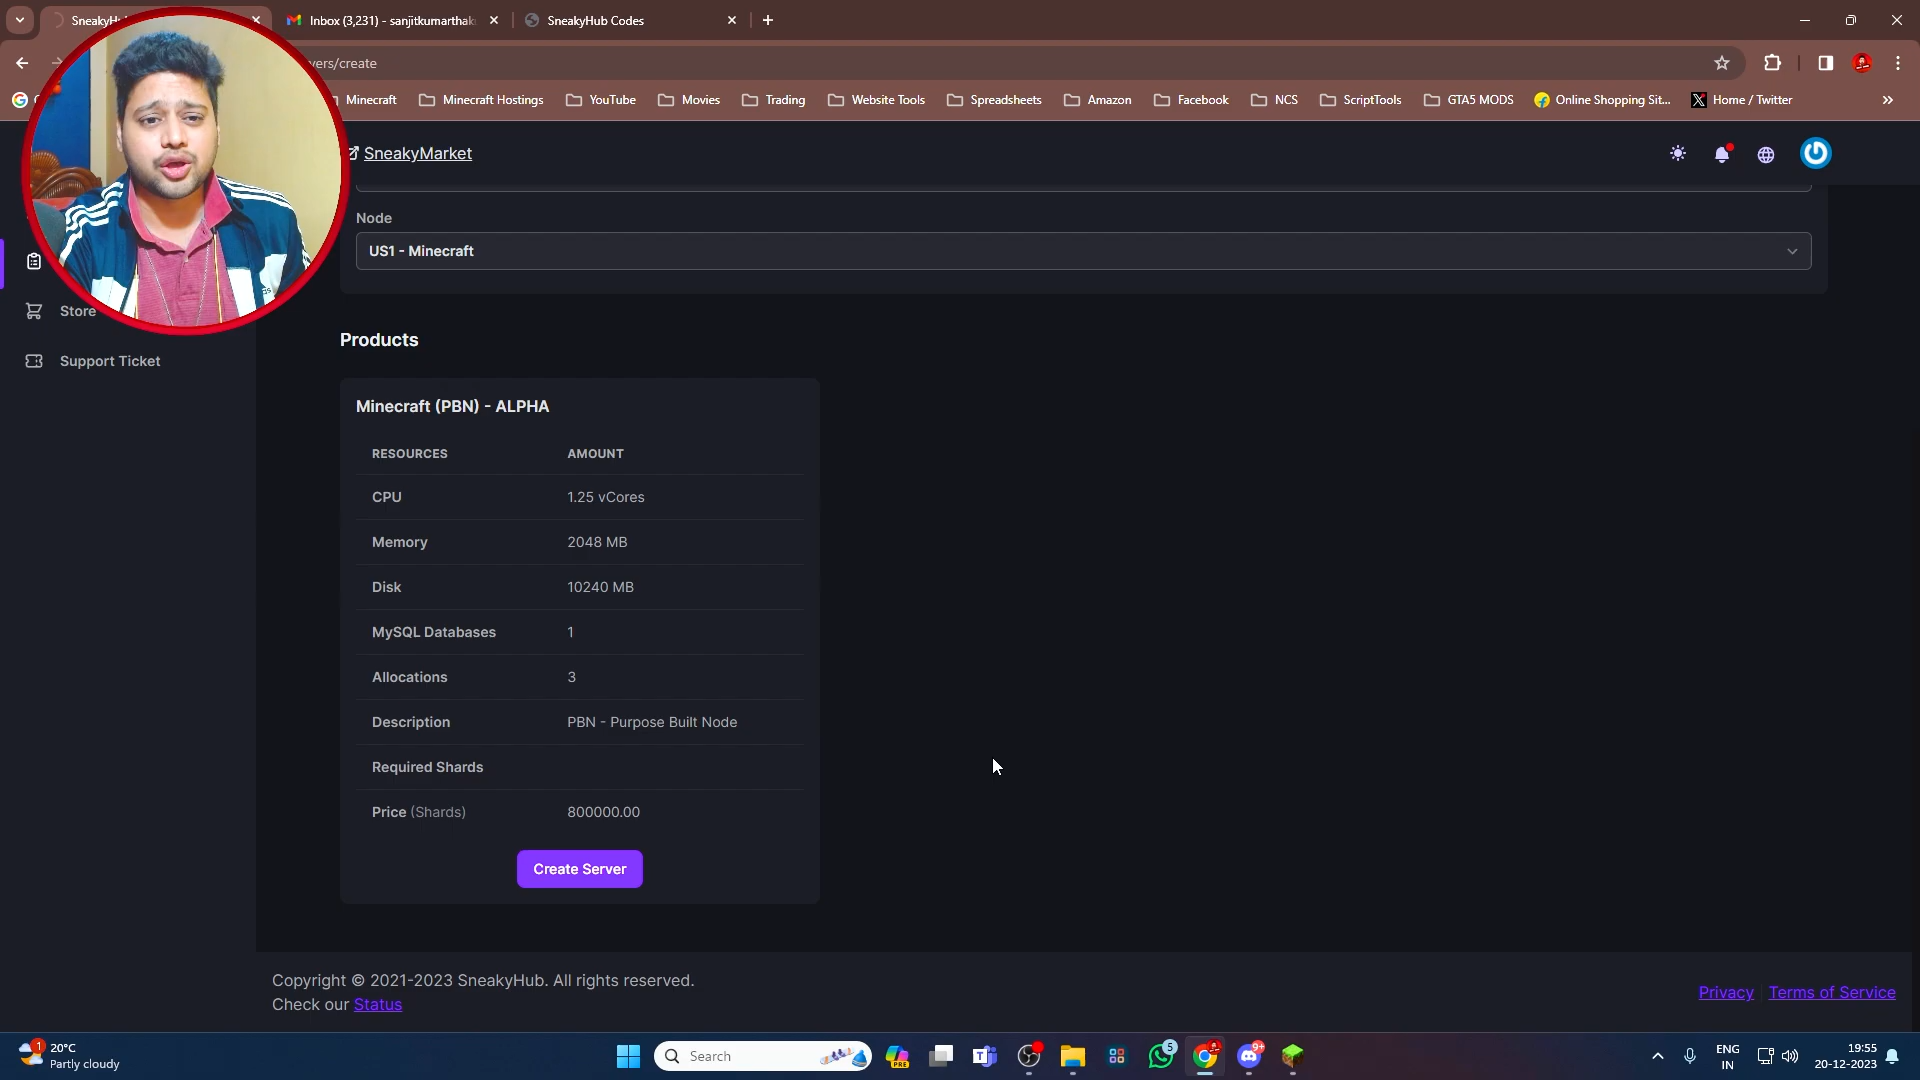 SneakyH
Inbox (3,231) - sanjitkumarthak
SneakyHub Codes
vers/create
Minecraft
Minecraft Hostings
YouTube
Movies
Trading
Website Tools
Spreadsheets
Amazon
Facebook
NCS
ScriptTools
GTA5 MODS
Online Shopping Sit...
Home / Twitter
SneakyMarket
Node
US1 - Minecraft
Store
Support Ticket
Products
Minecraft (PBN) - ALPHA
RESOURCES AMOUNT
CPU 1.25 vCores
Memory 2048 MB
Disk 10240 MB
MySQL Databases 1
Allocations 3
Description PBN - Purpose Built Node
Required Shards
Price (Shards) 800000.00
Create Server
Copyright © 2021-2023 SneakyHub. All rights reserved.
Check our Status
Privacy Terms of Service
1
20°C
Partly cloudy
Search
PRE
5
9+
ENG
IN
19:55
20-12-2023